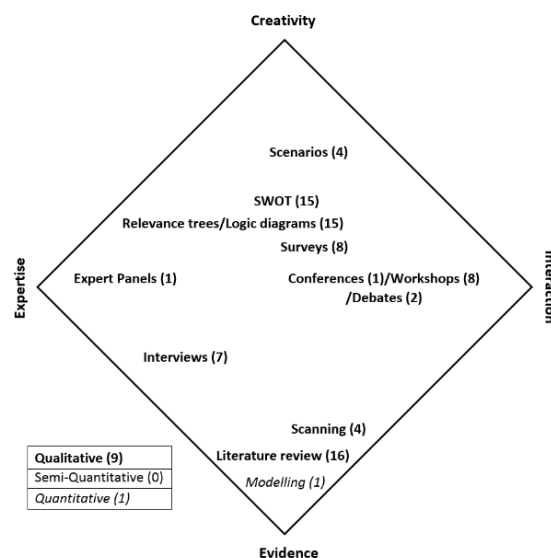 Creativity
Scenarios (4)
SWOT (15)
Relevance trees/Logic diagrams (15)
Surveys (8)
Expertise
Expert Panels (1)
Conferences (1)/Workshops (8)
/Debates (2)
Interaction
Interviews (7)
Scanning (4)
Literature review (16)
Modelling (1)
Qualitative (9)
Semi-Quantitative (0)
Quantitative (1)
Evidence